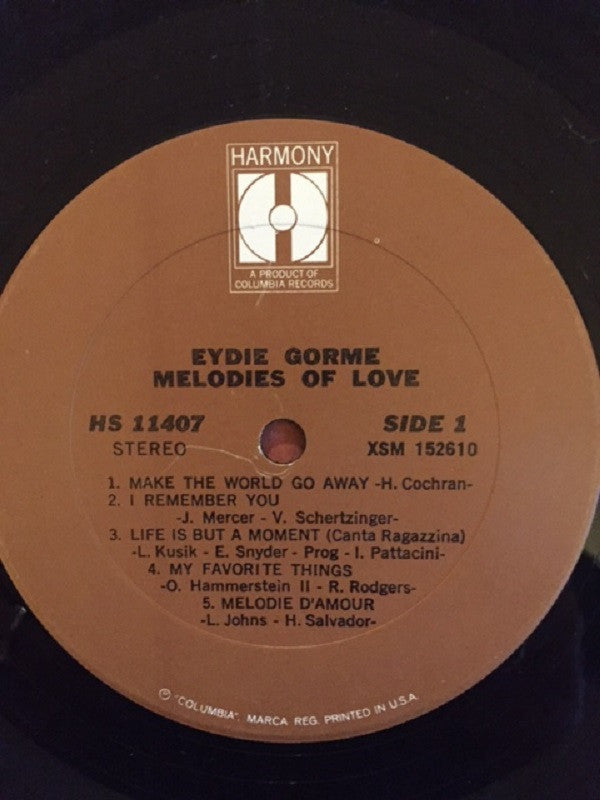 HARMONY
A PRODUCT OF
COLUMBIA RECORDS
EYDIE GORME
MELODIES OF LOVE
HS 11407 SIDE 1
STEREO XSM 152610
1. MAKE THE WORLD GO AWAY -H. Cochran-
2. I REMEMBER YOU
-J. Mercer - V. Schertzinger-
3. LIFE IS BUT A MOMENT (Canta Ragazzina)
-L. Kusik - E. Snyder - Prog - I. Pattacini-
4. MY FAVORITE THINGS
-O. Hammerstein II - R. Rodgers-
5. MELODIE D'AMOUR
-L. Johns - H. Salvador-
℗ "COLUMBIA". MARCA REG. PRINTED IN U.S.A.